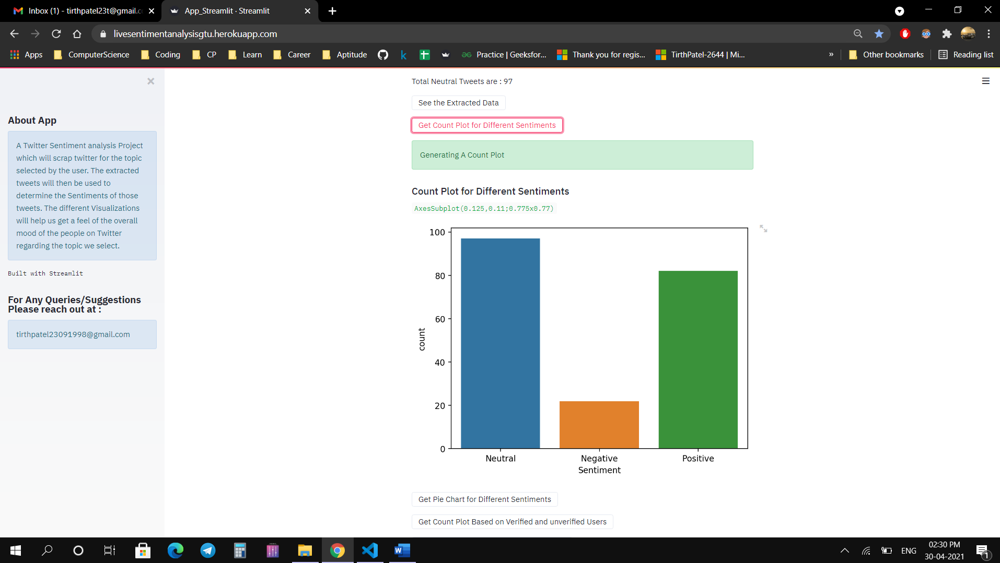 Inbox (1) - tirthpatel23t@gmail.c
App_Streamlit · Streamlit
livesentimentanalysisgtu.herokuapp.com
Apps
ComputerScience
Coding
CP
Learn
Career
Aptitude
k
Practice | Geeksfor...
Thank you for regis...
TirthPatel-2644 | Mi...
»
Other bookmarks
Reading list
About App
A Twitter Sentiment analysis Project
which will scrap twitter for the topic
selected by the user. The extracted
tweets will then be used to
determine the Sentiments of those
tweets. The different Visualizations
will help us get a feel of the overall
mood of the people on Twitter
regarding the topic we select.
Built with Streamlit
For Any Queries/Suggestions
Please reach out at :
tirthpatel23091998@gmail.com
Total Neutral Tweets are : 97
See the Extracted Data
Get Count Plot for Different Sentiments
Generating A Count Plot
Count Plot for Different Sentiments
AxesSubplot(0.125,0.11;0.775x0.77)
100
80
60
40
20
0
count
Neutral
Negative
Positive
Sentiment
Get Pie Chart for Different Sentiments
Get Count Plot Based on Verified and unverified Users
W
ENG
02:30 PM
30-04-2021
1